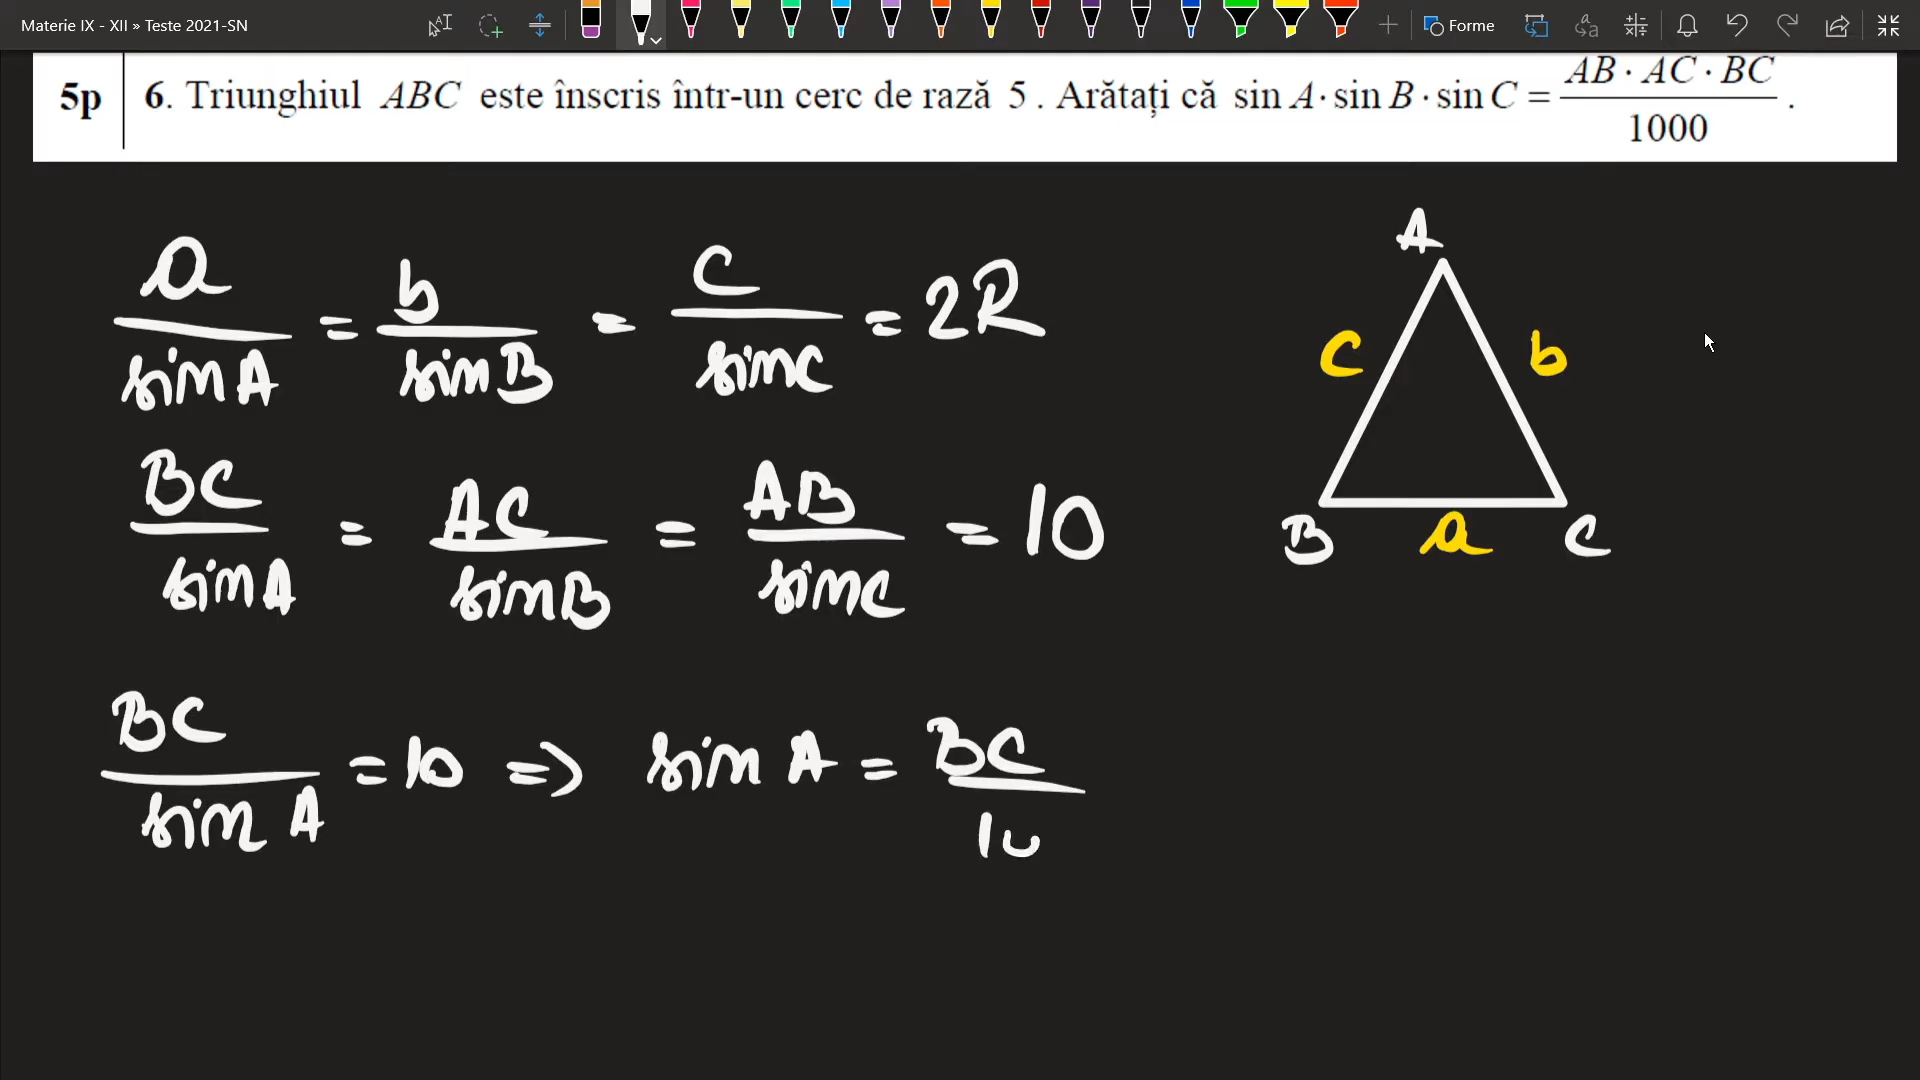 Materie IX - XII » Teste 2021-SN
Forme
5p 6. Triunghiul ABC este înscris într-un cerc de rază 5 . Arătați că sin A · sin B · sin C = AB · AC · BC / 1000 .
a / sin A = b / sin B = c / sin C = 2R
BC / sin A = AC / sin B = AB / sin C = 10
BC / sin A = 10 => sin A = BC / 10
A
c b
B a C